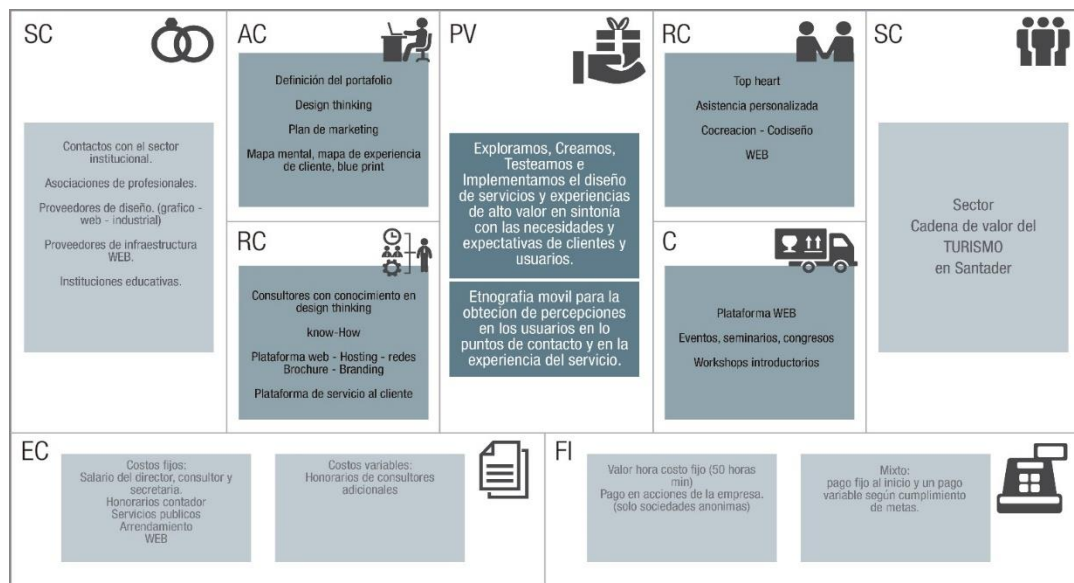 SC
Contactos con el sector
institucional.
Asociaciones de profesionales.
Proveedores de diseño. (grafico -
web - industrial)
Proveedores de infraestructura
WEB.
Instituciones educativas.
AC
Definición del portafolio
Design thinking
Plan de marketing
Mapa mental, mapa de experiencia
de cliente, blue print
RC
Consultores con conocimiento en
design thinking
know-How
Plataforma web - Hosting - redes
Brochure - Branding
Plataforma de servicio al cliente
PV
Exploramos, Creamos,
Testeamos e
Implementamos el diseño
de servicios y experiencias
de alto valor en sintonía
con las necesidades y
expectativas de clientes y
usuarios.
Etnografia movil para la
obtecion de percepciones
en los usuarios en lo
puntos de contacto y en la
experiencia del servicio.
RC
Top heart
Asistencia personalizada
Cocreacion - Codiseño
WEB
C
Plataforma WEB
Eventos, seminarios, congresos
Workshops introductorios
SC
Sector
Cadena de valor del
TURISMO
en Santader
EC
Costos fijos:
Salario del director, consultor y
secretaria.
Honorarios contador
Servicios publicos
Arrendamiento
WEB
Costos variables:
Honorarios de consultores
adicionales
FI
Valor hora costo fijo (50 horas
min)
Pago en acciones de la empresa.
(solo sociedades anonimas)
Mixto:
pago fijo al inicio y un pago
variable según cumplimiento
de metas.